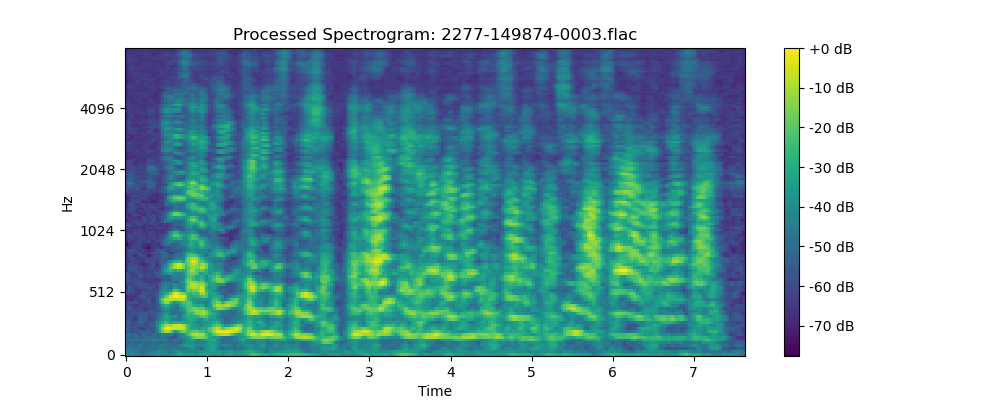 Processed Spectrogram: 2277-149874-0003.flac
Hz
4096
2048
1024
512
0
0 1 2 3 4 5 6 7
Time
+0 dB
-10 dB
-20 dB
-30 dB
-40 dB
-50 dB
-60 dB
-70 dB